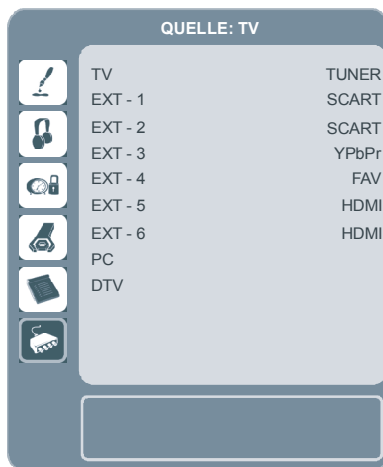 QUELLE: TV
TV TUNER
EXT - 1 SCART
EXT - 2 SCART
EXT - 3 YPbPr
EXT - 4 FAV
EXT - 5 HDMI
EXT - 6 HDMI
PC
DTV